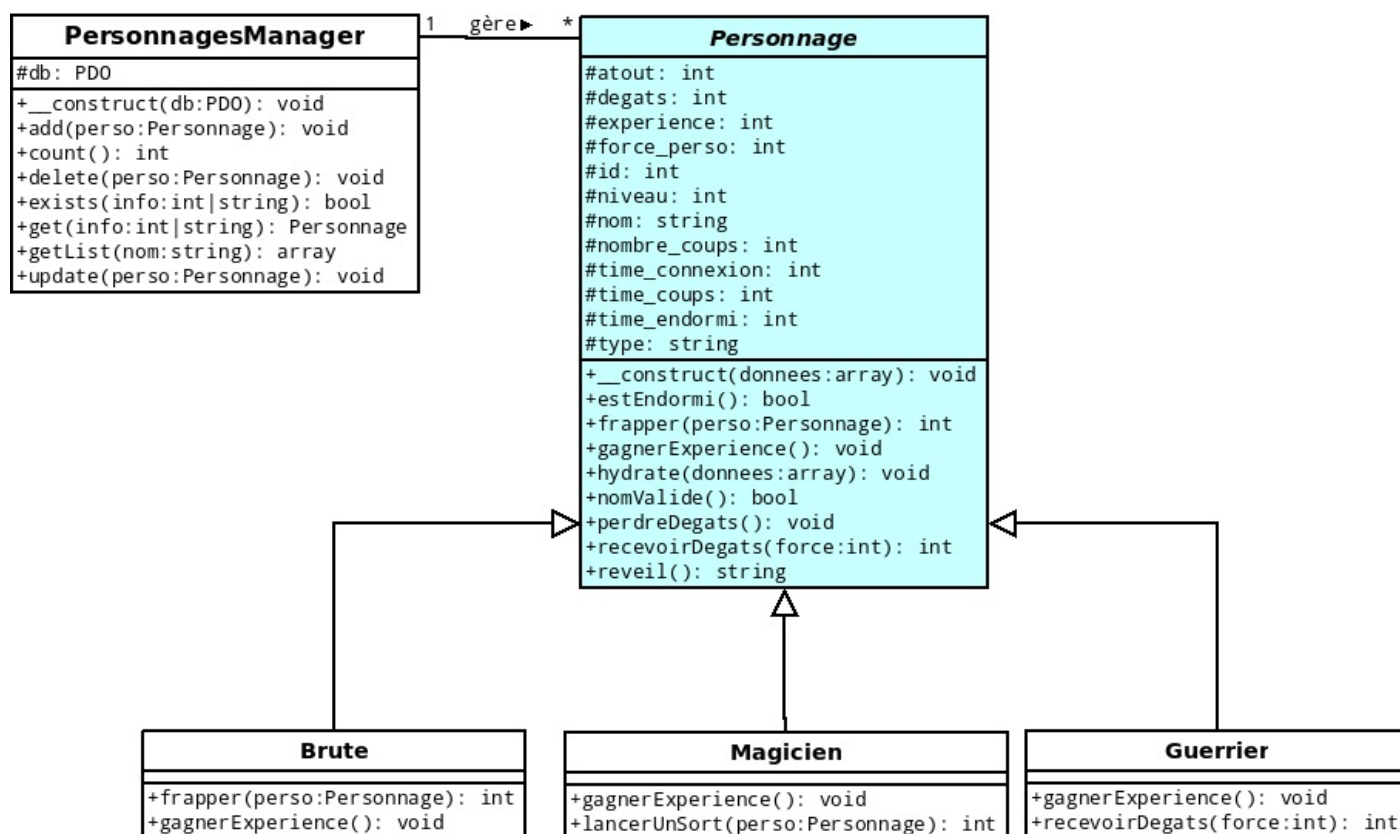 PersonnagesManager
#db: PDO
+__construct(db:PDO): void
+add(perso:Personnage): void
+count(): int
+delete(perso:Personnage): void
+exists(info:int|string): bool
+get(info:int|string): Personnage
+getList(nom:string): array
+update(perso:Personnage): void
1 gère *
Personnage
#atout: int
#degats: int
#experience: int
#force_perso: int
#id: int
#niveau: int
#nom: string
#nombre_coups: int
#time_connexion: int
#time_coups: int
#time_endormi: int
#type: string
+__construct(donnees:array): void
+estEndormi(): bool
+frapper(perso:Personnage): int
+gagnerExperience(): void
+hydrate(donnees:array): void
+nomValide(): bool
+perdreDegats(): void
+recevoirDegats(force:int): int
+reveil(): string
Brute
+frapper(perso:Personnage): int
+gagnerExperience(): void
Magicien
+gagnerExperience(): void
+lancerUnSort(perso:Personnage): int
Guerrier
+gagnerExperience(): void
+recevoirDegats(force:int): int